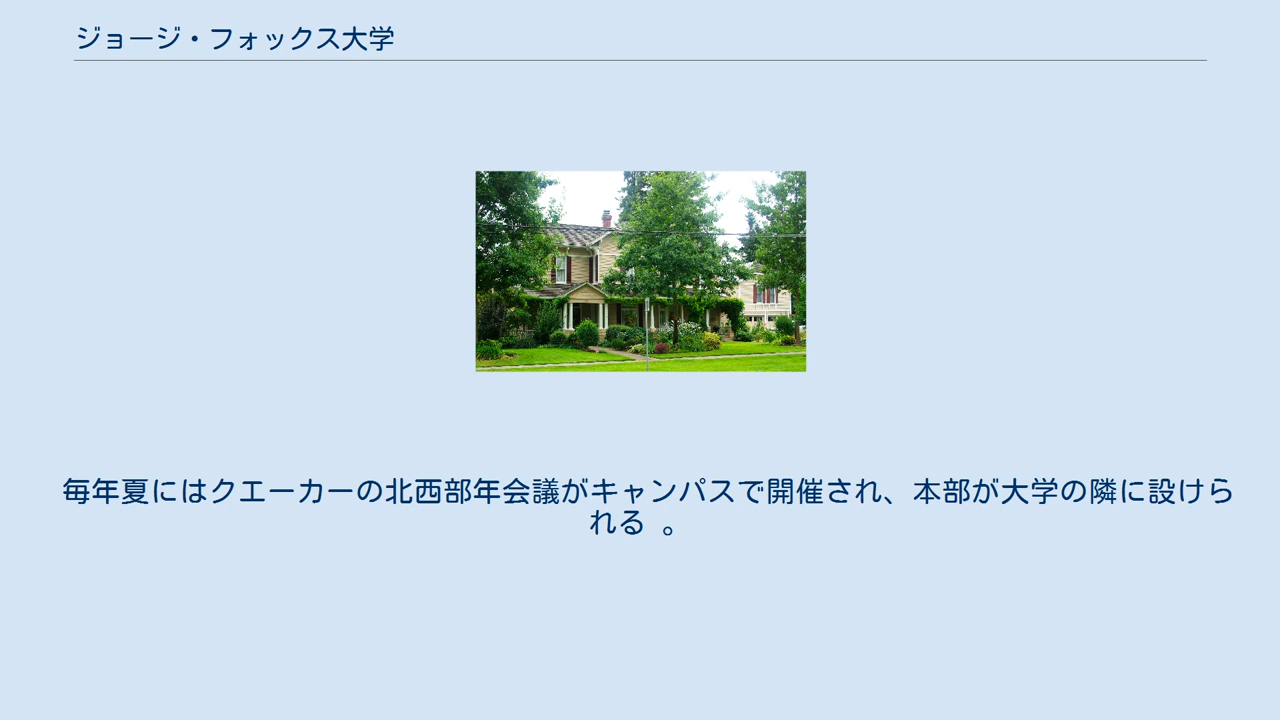 ジョージ・フォックス大学
毎年夏にはクエーカーの北西部年会議がキャンパスで開催され、本部が大学の隣に設けら
れる 。